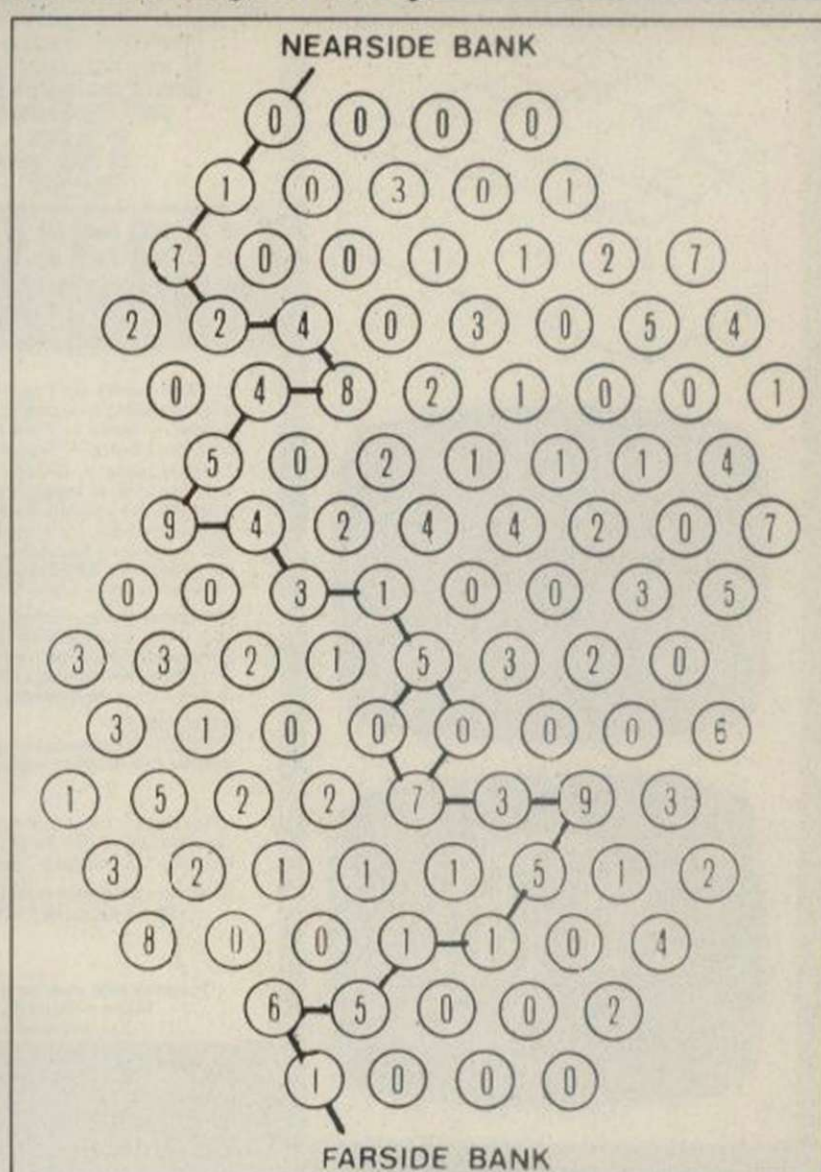 NEARSIDE BANK
0 0 0 0
1 0 3 0 1
7 0 0 1 1 2 7
2 2 4 0 3 0 5 4
0 4 8 2 1 0 0 1
5 0 2 1 1 1 4
9 4 2 4 4 2 0 7
0 0 3 1 0 0 3 5
3 3 2 1 5 3 2 0
3 1 0 0 0 0 0 6
1 5 2 2 7 3 9 3
3 2 1 1 1 5 1 2
8 0 0 1 1 0 4
6 5 0 0 2
1 0 0 0
FARSIDE BANK